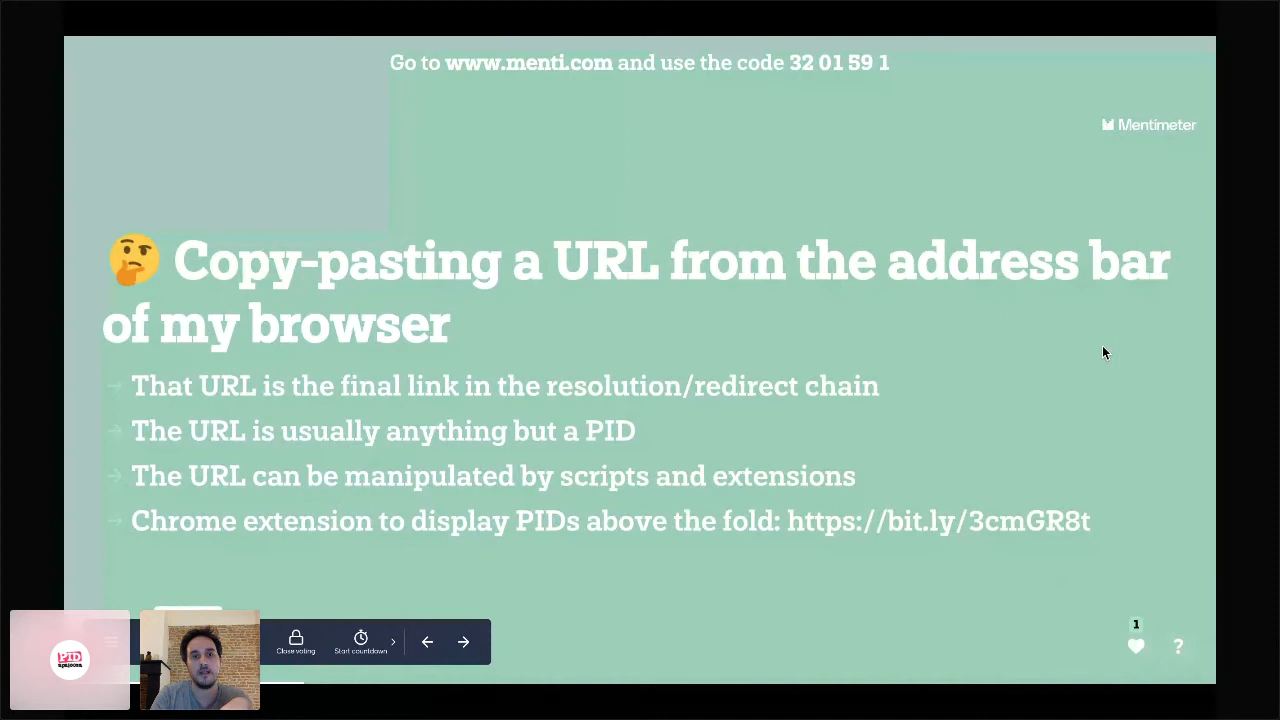 Go to www.menti.com and use the code 32 01 59 1
Mentimeter
🤔 Copy-pasting a URL from the address bar
of my browser
→ That URL is the final link in the resolution/redirect chain
→ The URL is usually anything but a PID
→ The URL can be manipulated by scripts and extensions
→ Chrome extension to display PIDs above the fold: https://bit.ly/3cmGR8t
1
?
Close voting
Start countdown
PID
apalooza